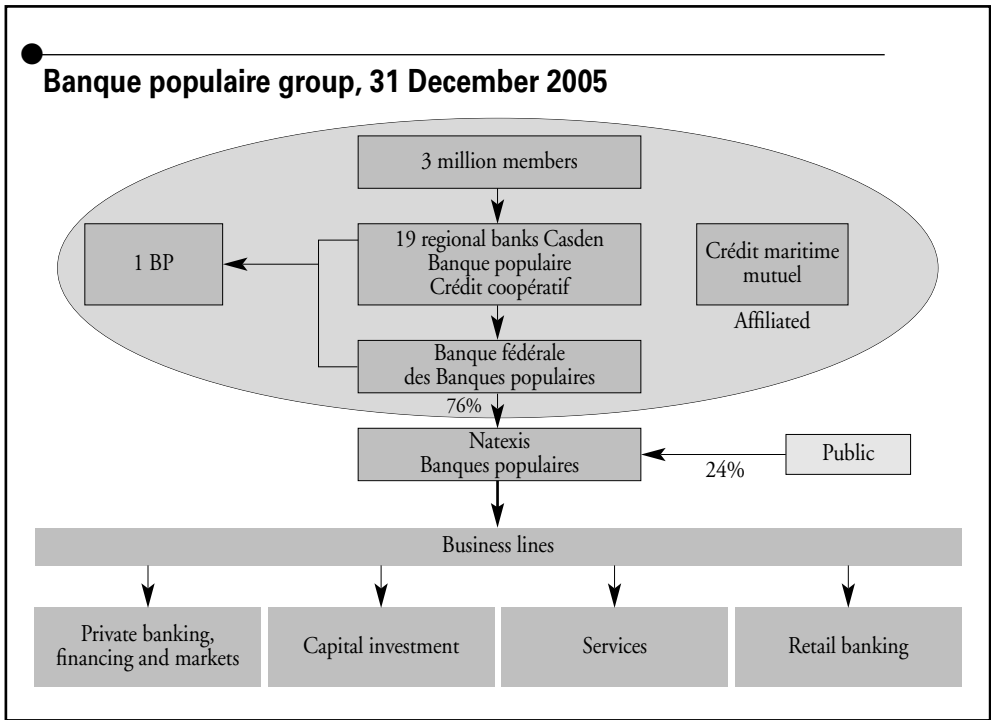 Banque populaire group, 31 December 2005
3 million members
1 BP
19 regional banks Casden
Banque populaire
Crédit coopératif
Crédit maritime
mutuel
Affiliated
Banque fédérale
des Banques populaires
76%
Natexis
Banques populaires
24%
Public
Business lines
Private banking,
financing and markets
Capital investment
Services
Retail banking